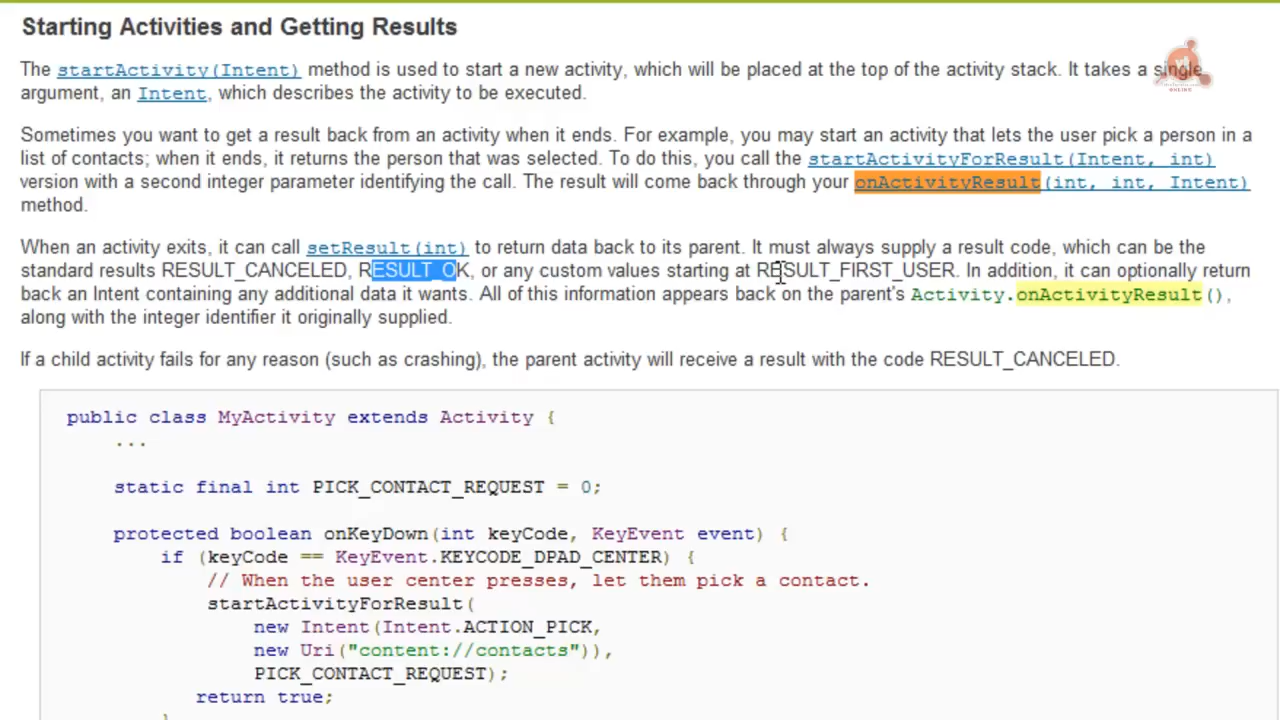 Starting Activities and Getting Results
The startActivity(Intent) method is used to start a new activity, which will be placed at the top of the activity stack. It takes a single
argument, an Intent, which describes the activity to be executed.
Sometimes you want to get a result back from an activity when it ends. For example, you may start an activity that lets the user pick a person in a
list of contacts; when it ends, it returns the person that was selected. To do this, you call the startActivityForResult(Intent, int)
version with a second integer parameter identifying the call. The result will come back through your onActivityResult(int, int, Intent)
method.
When an activity exits, it can call setResult(int) to return data back to its parent. It must always supply a result code, which can be the
standard results RESULT_CANCELED, RESULT_OK, or any custom values starting at RESULT_FIRST_USER. In addition, it can optionally return
back an Intent containing any additional data it wants. All of this information appears back on the parent's Activity.onActivityResult(),
along with the integer identifier it originally supplied.
If a child activity fails for any reason (such as crashing), the parent activity will receive a result with the code RESULT_CANCELED.
public class MyActivity extends Activity {
...
static final int PICK_CONTACT_REQUEST = 0;
protected boolean onKeyDown(int keyCode, KeyEvent event) {
if (keyCode == KeyEvent.KEYCODE_DPAD_CENTER) {
// When the user center presses, let them pick a contact.
startActivityForResult(
new Intent(Intent.ACTION_PICK,
new Uri("content://contacts")),
PICK_CONTACT_REQUEST);
return true;
}